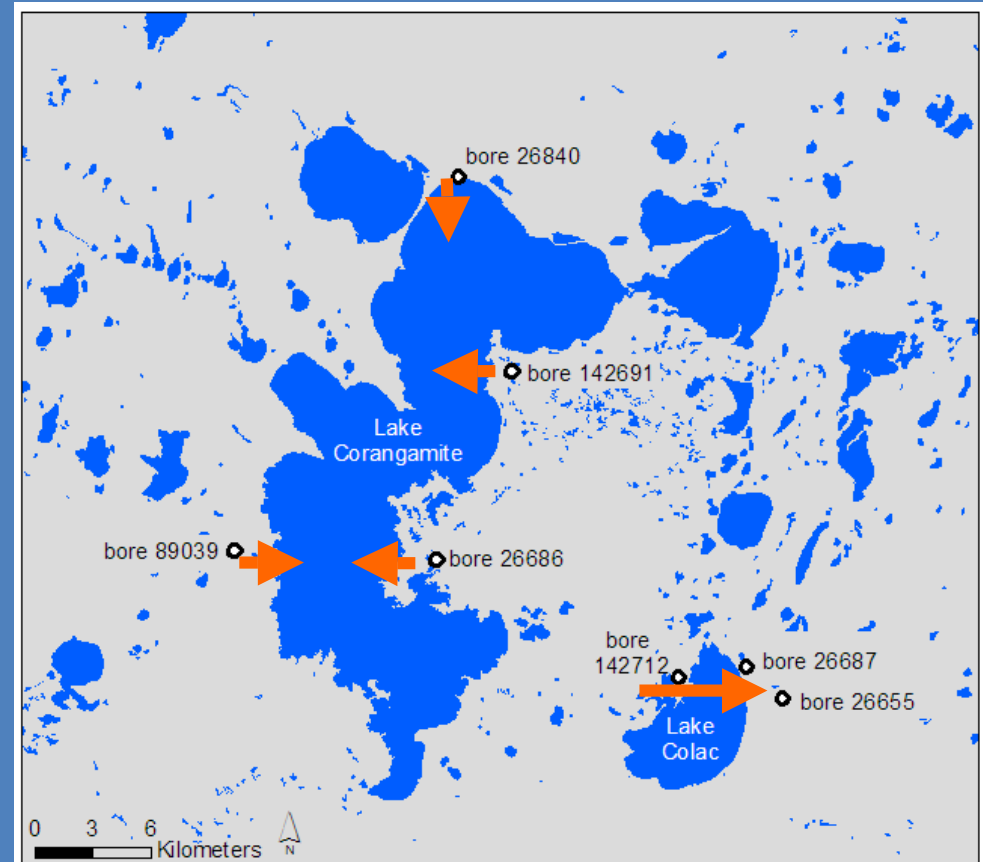 bore 26840
bore 142691
Lake
Corangamite
bore 89039
bore 26686
bore
142712
bore 26687
bore 26655
Lake
Colac
0 3 6
Kilometers
N